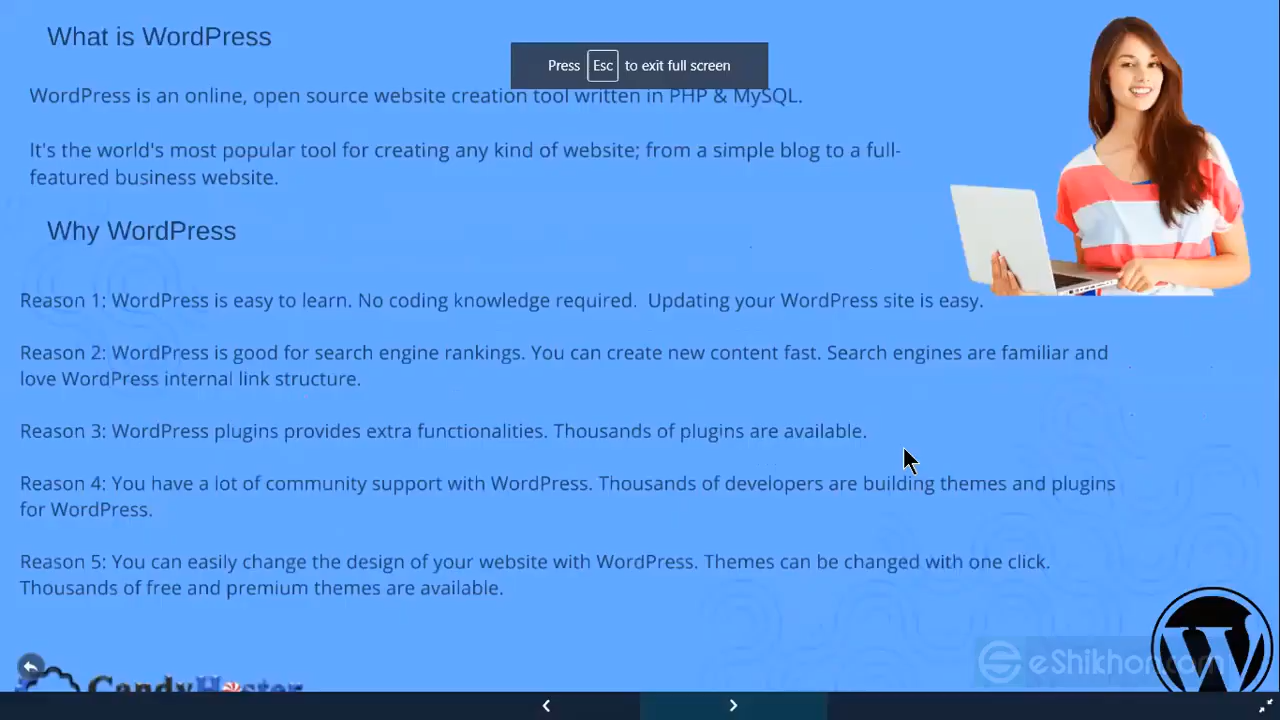 What is WordPress
Press Esc to exit full screen
WordPress is an online, open source website creation tool written in PHP & MySQL.
It's the world's most popular tool for creating any kind of website; from a simple blog to a full-
featured business website.
Why WordPress
Reason 1: WordPress is easy to learn. No coding knowledge required.  Updating your WordPress site is easy.
Reason 2: WordPress is good for search engine rankings. You can create new content fast. Search engines are familiar and
love WordPress internal link structure.
Reason 3: WordPress plugins provides extra functionalities. Thousands of plugins are available.
Reason 4: You have a lot of community support with WordPress. Thousands of developers are building themes and plugins
for WordPress.
Reason 5: You can easily change the design of your website with WordPress. Themes can be changed with one click.
Thousands of free and premium themes are available.
eShikhon.com
CandyHoster